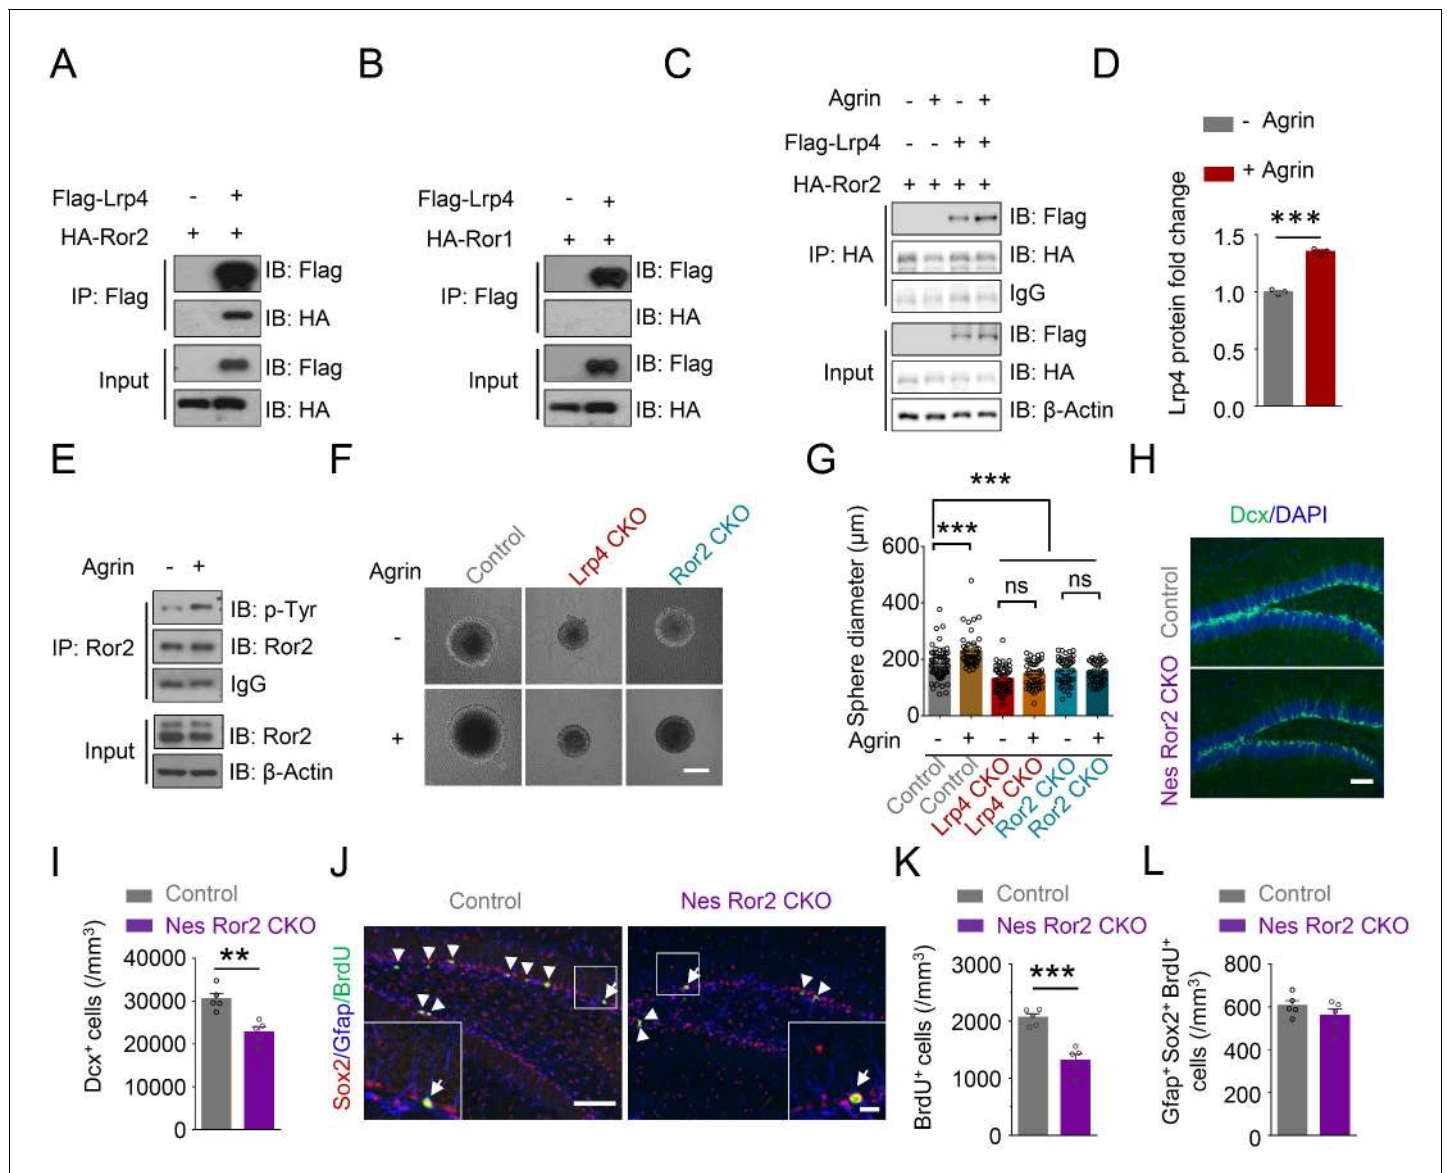 A
Flag-Lrp4 - +
HA-Ror2 + +
IP: Flag
IB: Flag
IB: HA
Input
IB: Flag
IB: HA
B
Flag-Lrp4 - +
HA-Ror1 + +
IP: Flag
IB: Flag
IB: HA
Input
IB: Flag
IB: HA
C
Agrin - + - +
Flag-Lrp4 - - + +
HA-Ror2 + + + +
IP: HA
IB: Flag
IB: HA
IgG
Input
IB: Flag
IB: HA
IB: β-Actin
D
- Agrin
+ Agrin
Lrp4 protein fold change
***
1.5
1.0
0.5
0.0
E
Agrin - +
IP: Ror2
IB: p-Tyr
IB: Ror2
IgG
Input
IB: Ror2
IB: β-Actin
F
Agrin
Control
Lrp4 CKO
Ror2 CKO
-
+
G
***
***
ns
ns
Sphere diameter (μm)
600
400
200
0
Agrin - + - + - +
Control
Control
Lrp4 CKO
Lrp4 CKO
Ror2 CKO
Ror2 CKO
H
Dcx/DAPI
Control
Nes Ror2 CKO
I
Control
Nes Ror2 CKO
Dcx⁺ cells (/mm³)
**
40000
30000
20000
10000
0
J
Control
Nes Ror2 CKO
Sox2/Gfap/BrdU
K
Control
Nes Ror2 CKO
BrdU⁺ cells (/mm³)
***
3000
2000
1000
0
L
Control
Nes Ror2 CKO
Gfap⁺ Sox2⁺ BrdU⁺
cells (/mm³)
800
600
400
200
0